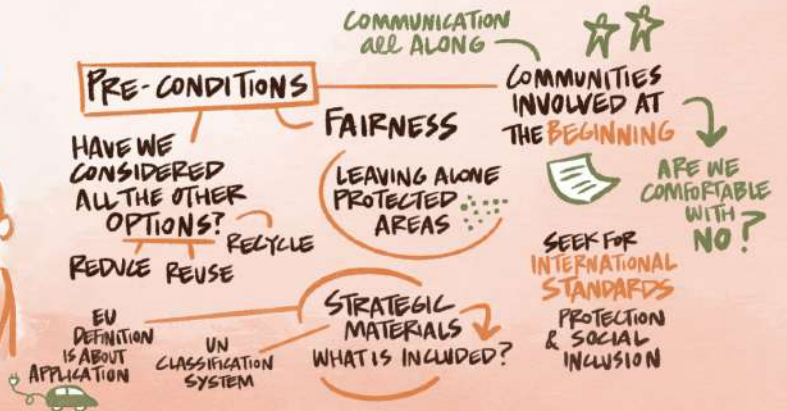 COMMUNICATION
all ALONG
PRE-CONDITIONS
HAVE WE
CONSIDERED
ALL THE OTHER
OPTIONS?
REDUCE
REUSE
RECYCLE
FAIRNESS
LEAVING ALONE
PROTECTED
AREAS
COMMUNITIES
INVOLVED AT
THE BEGINNING
ARE WE
COMFORTABLE
WITH
NO?
SEEK FOR
INTERNATIONAL
STANDARDS
PROTECTION
& SOCIAL
INCLUSION
STRATEGIC
MATERIALS
WHAT IS INCLUDED?
EU
DEFINITION
IS ABOUT
APPLICATION
UN
CLASSIFICATION
SYSTEM